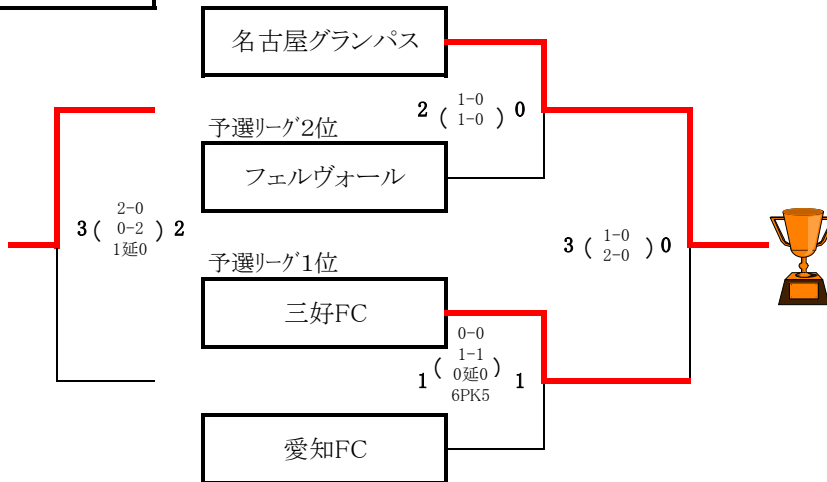 名古屋グランパス
2 ( 1-0 ) 0
1-0
予選リーグ2位
フェルヴォール
2-0
3 ( 0-2 ) 2
1延0
3 ( 1-0 ) 0
2-0
予選リーグ1位
三好FC
0-0
1-1
1 ( 0延0 ) 1
6PK5
愛知FC